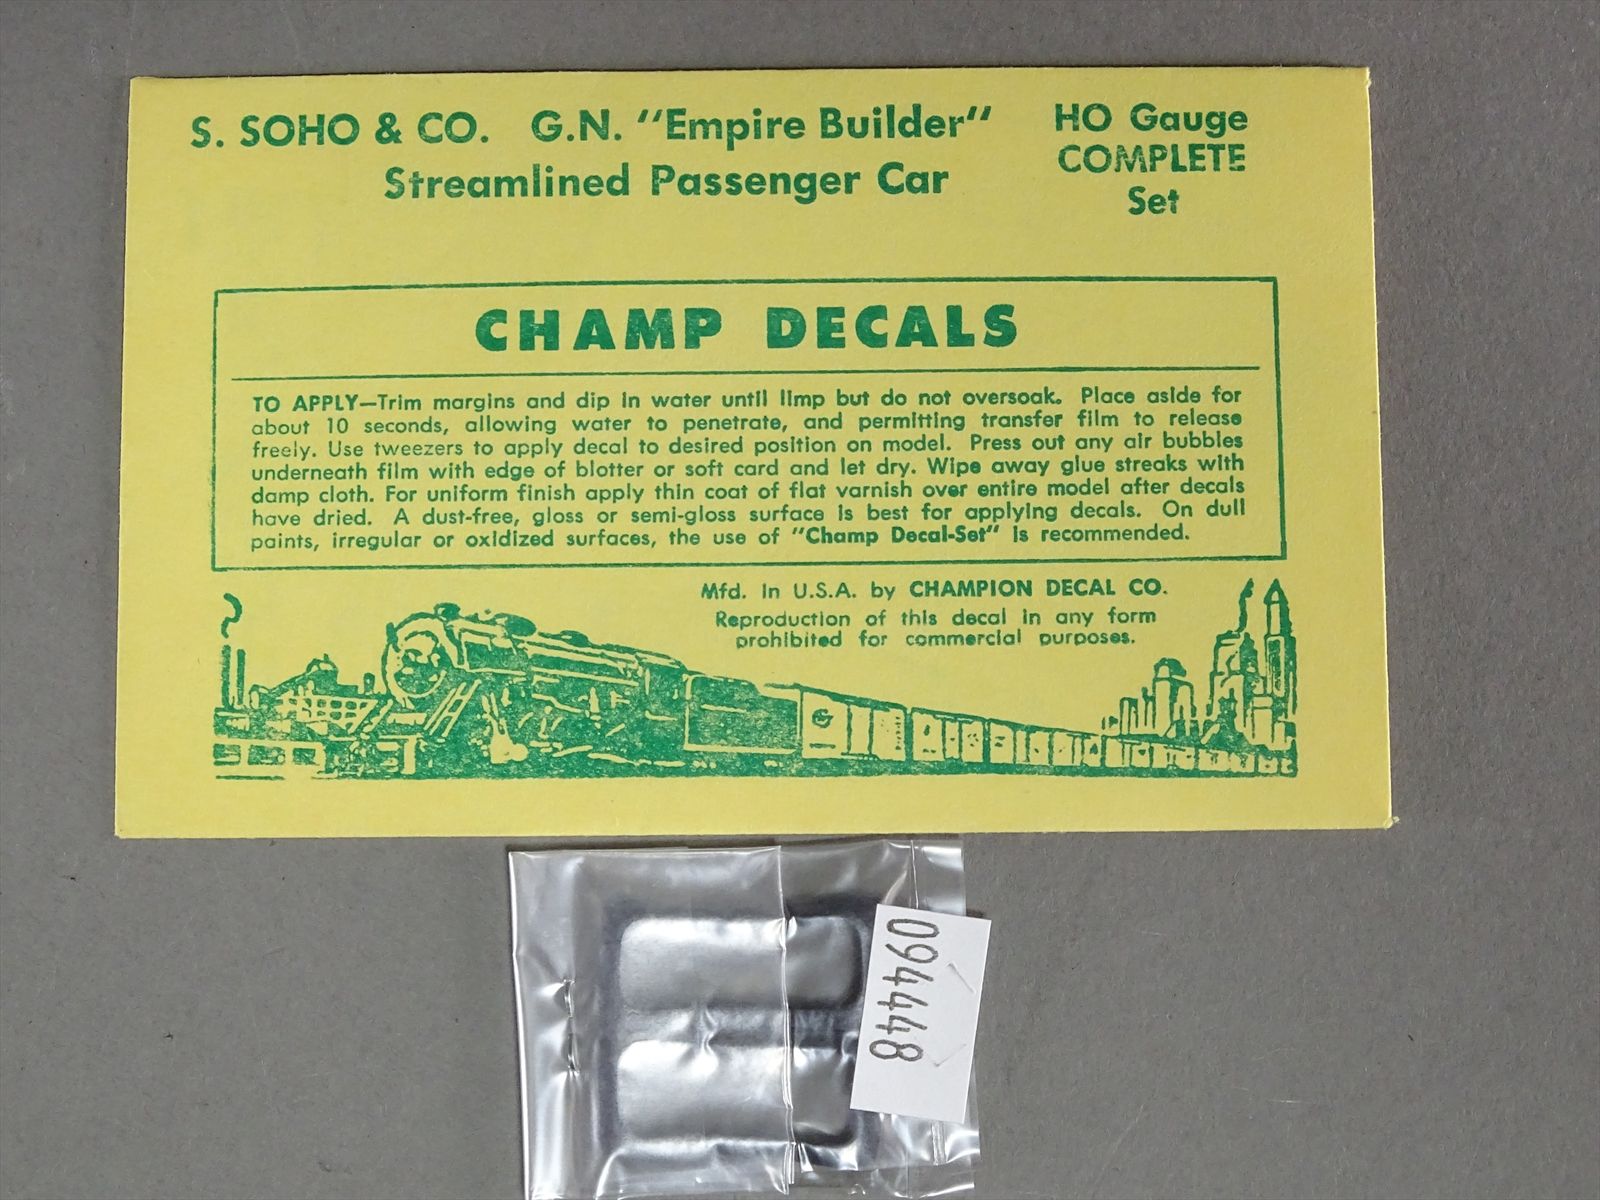 S. SOHO & CO. G.N. "Empire Builder"
Streamlined Passenger Car
HO Gauge
COMPLETE
Set
CHAMP DECALS
TO APPLY—Trim margins and dip in water until limp but do not oversoak. Place aside for
about 10 seconds, allowing water to penetrate, and permitting transfer film to release
freely. Use tweezers to apply decal to desired position on model. Press out any air bubbles
underneath film with edge of blotter or soft card and let dry. Wipe away glue streaks with
damp cloth. For uniform finish apply thin coat of flat varnish over entire model after decals
have dried. A dust-free, gloss or semi-gloss surface is best for applying decals. On dull
paints, irregular or oxidized surfaces, the use of "Champ Decal-Set" is recommended.
Mfd. in U.S.A. by CHAMPION DECAL CO.
Reproduction of this decal in any form
prohibited for commercial purposes.
094448